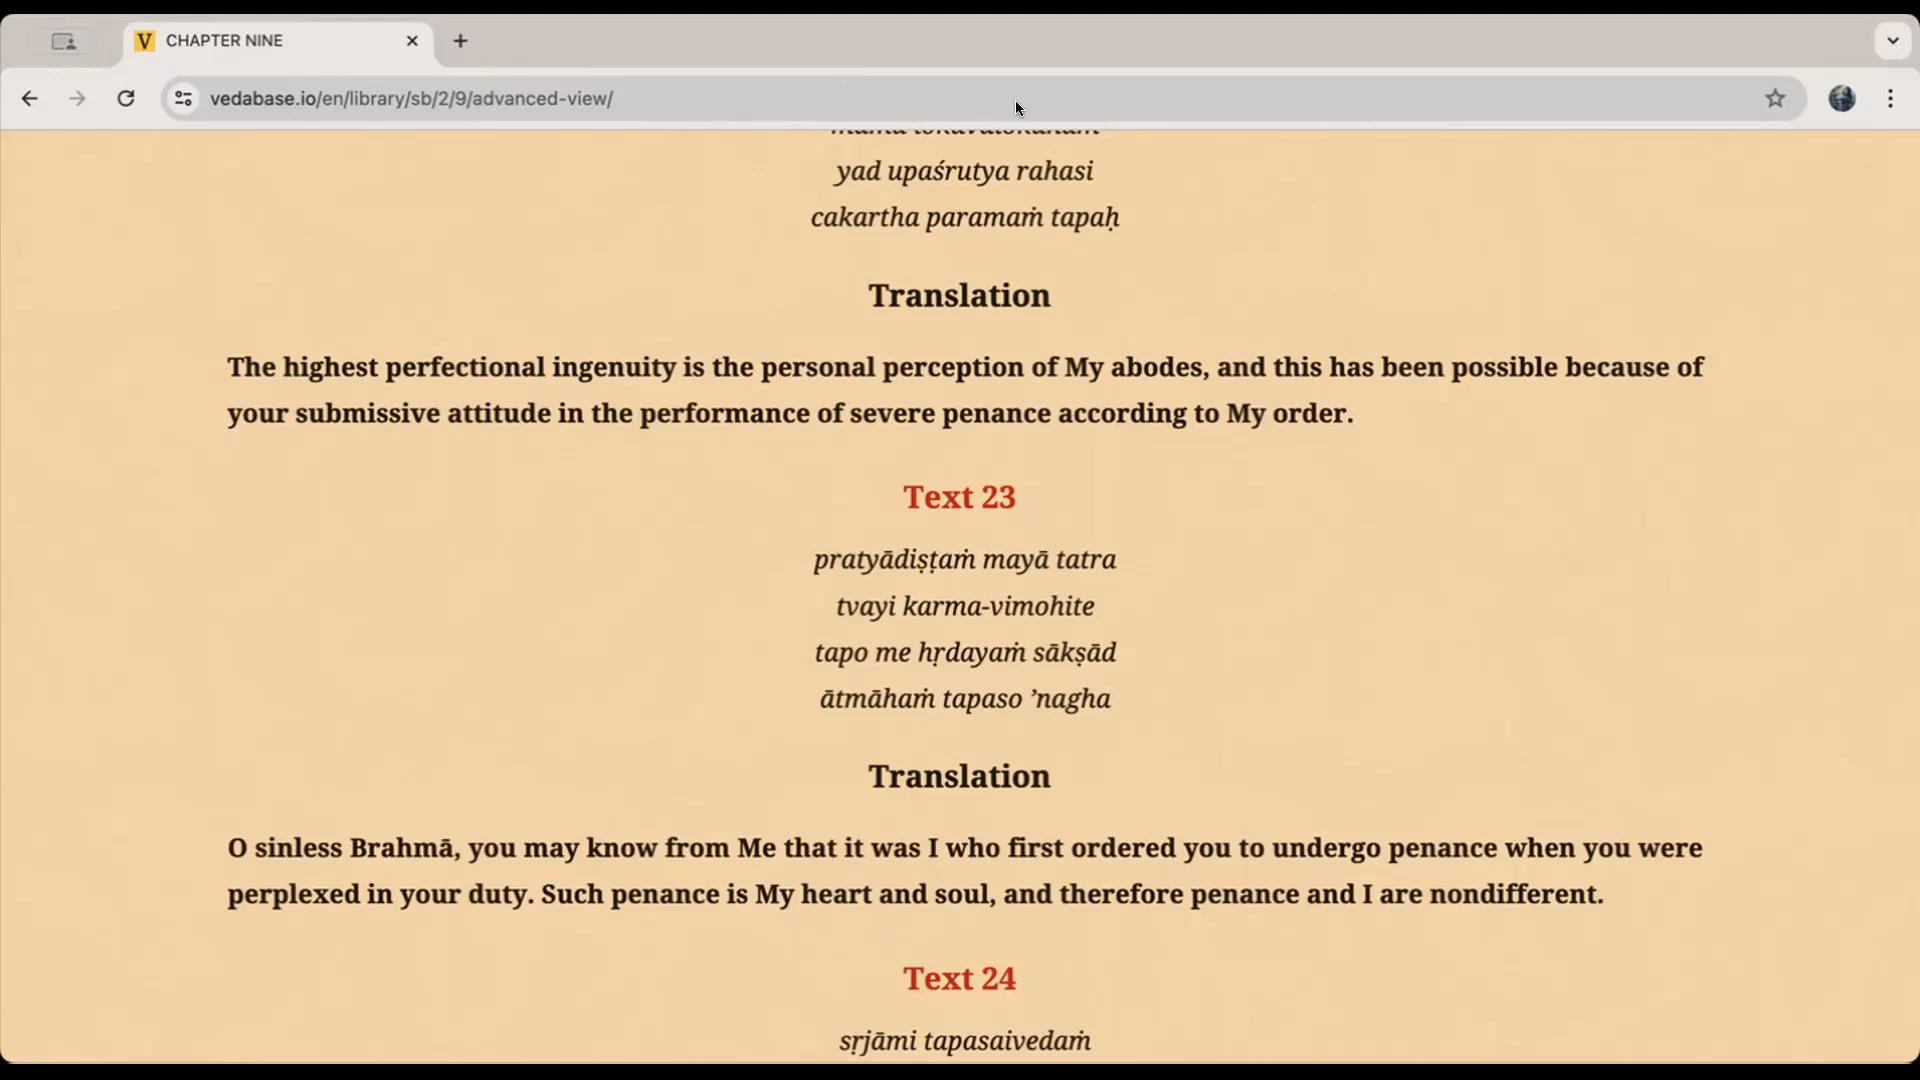 CHAPTER NINE
vedabase.io/en/library/sb/2/9/advanced-view/
yad upaśrutya rahasi
cakartha paramaṁ tapaḥ
Translation
The highest perfectional ingenuity is the personal perception of My abodes, and this has been possible because of
your submissive attitude in the performance of severe penance according to My order.
Text 23
pratyādiṣṭaṁ mayā tatra
tvayi karma-vimohite
tapo me hṛdayaṁ sākṣād
ātmāhaṁ tapaso ’nagha
Translation
O sinless Brahmā, you may know from Me that it was I who first ordered you to undergo penance when you were
perplexed in your duty. Such penance is My heart and soul, and therefore penance and I are nondifferent.
Text 24
sṛjāmi tapasaivedaṁ